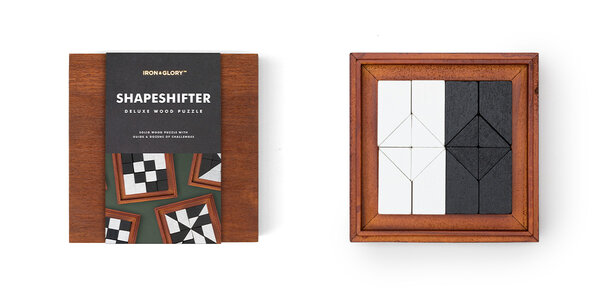 IRON & GLORY™
SHAPESHIFTER
DELUXE WOOD PUZZLE
SOLID WOOD PUZZLE WITH
GUIDE & DOZENS OF CHALLENGES